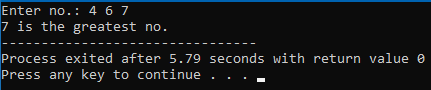 Enter no.: 4 6 7
7 is the greatest no.
--------------------------------
Process exited after 5.79 seconds with return value 0
Press any key to continue . . .